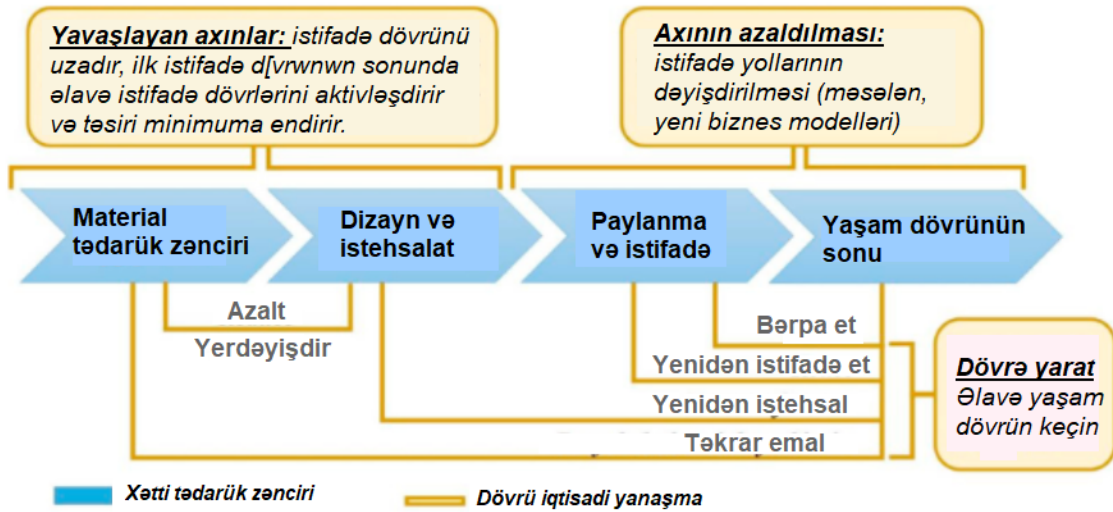 Yavaşlayan axınlar: istifadə dövrünü
uzadır, ilk istifadə d[vrwnwn sonunda
əlavə istifadə dövrlərini aktivləşdirir
və təsiri minimuma endirir.
Axının azaldılması:
istifadə yollarının
dəyişdirilməsi (məsələn,
yeni biznes modelləri)
Material
tədarük zənciri
Dizayn və
istehsalat
Paylanma
və istifadə
Yaşam dövrünün
sonu
Azalt
Yerdəyişdir
Bərpa et
Yenidən istifadə et
Yenidən iştehsal
Təkrar emal
Dövrə yarat
Əlavə yaşam
dövrün keçin
Xətti tədarük zənciri
Dövrü iqtisadi yanaşma